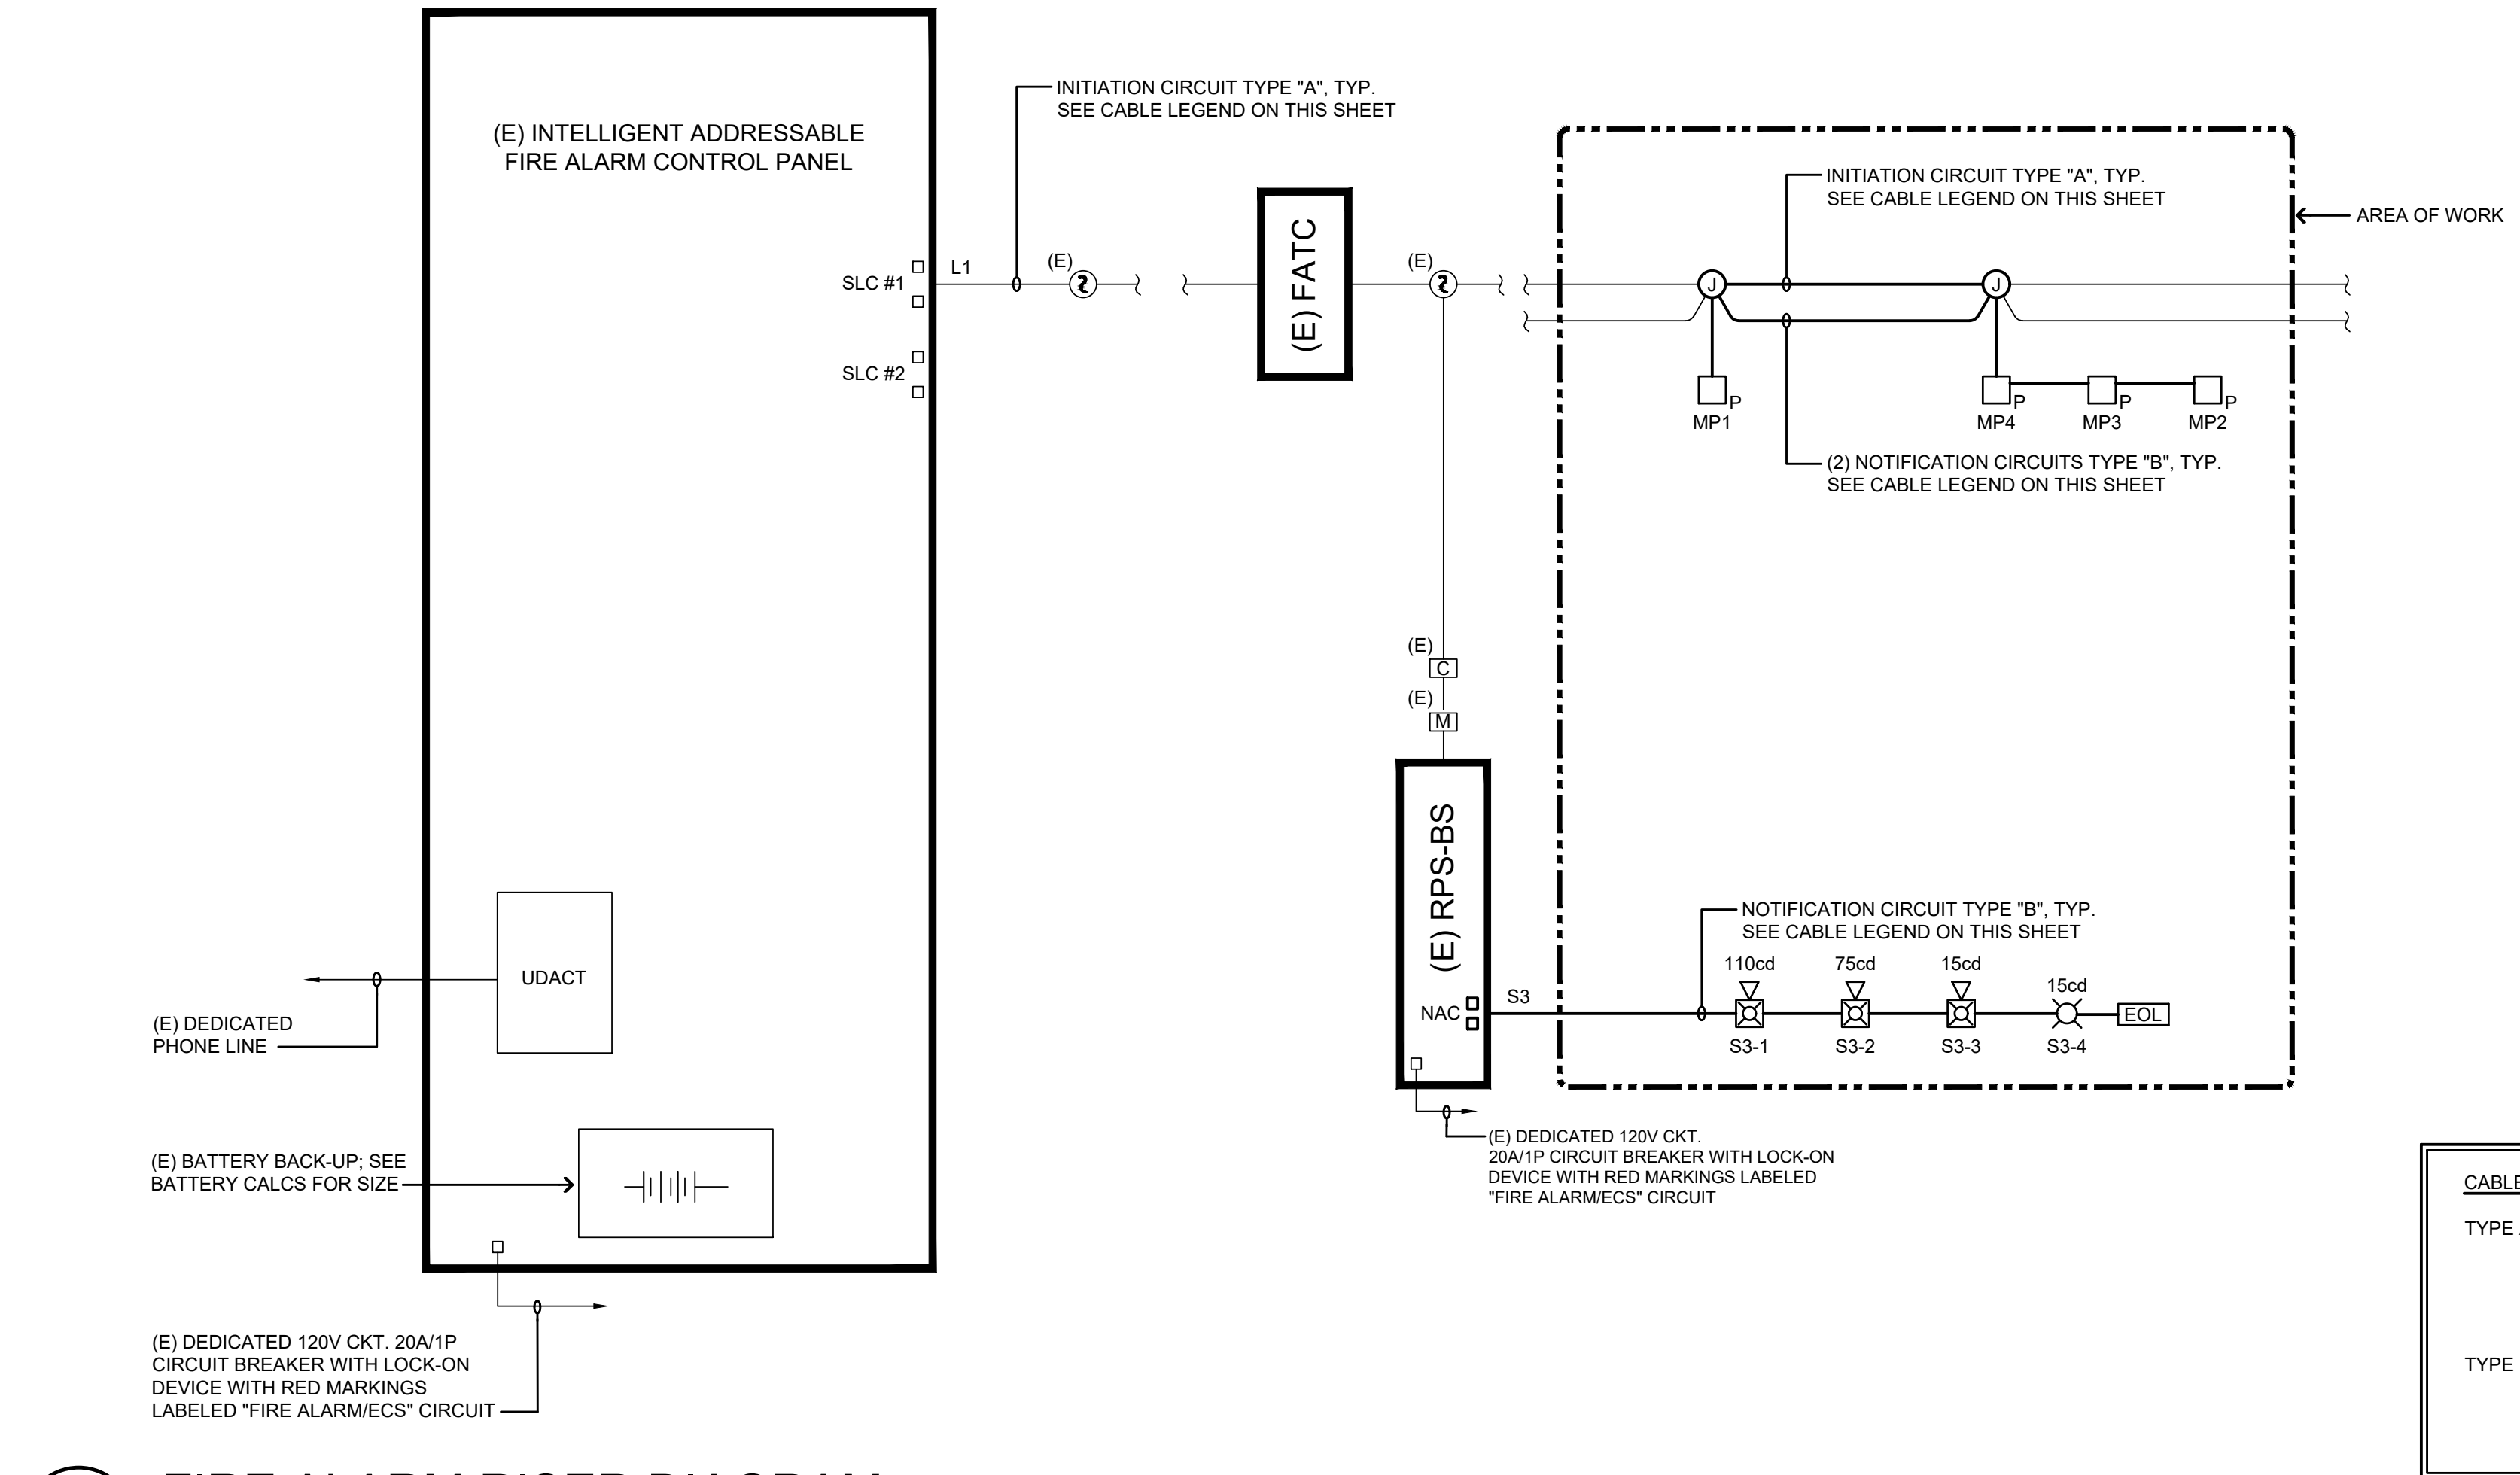 (E) INTELLIGENT ADDRESSABLE
FIRE ALARM CONTROL PANEL
INITIATION CIRCUIT TYPE "A", TYP.
SEE CABLE LEGEND ON THIS SHEET
SLC #1
L1
(E)
SLC #2
(E) FATC
(E)
INITIATION CIRCUIT TYPE "A", TYP.
SEE CABLE LEGEND ON THIS SHEET
AREA OF WORK
J
J
P
P
P
P
MP1
MP4
MP3
MP2
(2) NOTIFICATION CIRCUITS TYPE "B", TYP.
SEE CABLE LEGEND ON THIS SHEET
(E)
C
(E)
M
(E) RPS-BS
NAC
S3
NOTIFICATION CIRCUIT TYPE "B", TYP.
SEE CABLE LEGEND ON THIS SHEET
110cd
75cd
15cd
15cd
EOL
S3-1
S3-2
S3-3
S3-4
(E) DEDICATED 120V CKT.
20A/1P CIRCUIT BREAKER WITH LOCK-ON
DEVICE WITH RED MARKINGS LABELED
"FIRE ALARM/ECS" CIRCUIT
UDACT
(E) DEDICATED
PHONE LINE
(E) BATTERY BACK-UP; SEE
BATTERY CALCS FOR SIZE
(E) DEDICATED 120V CKT. 20A/1P
CIRCUIT BREAKER WITH LOCK-ON
DEVICE WITH RED MARKINGS
LABELED "FIRE ALARM/ECS" CIRCUIT
CABLE
TYPE
TYPE
FIRE ALARM RISER DIAGRAM